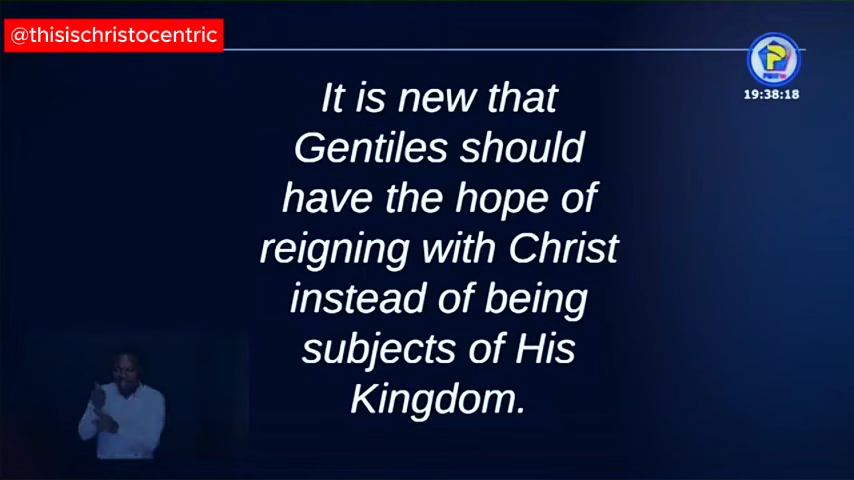 @thisischristocentric
19:38:18
It is new that
Gentiles should
have the hope of
reigning with Christ
instead of being
subjects of His
Kingdom.